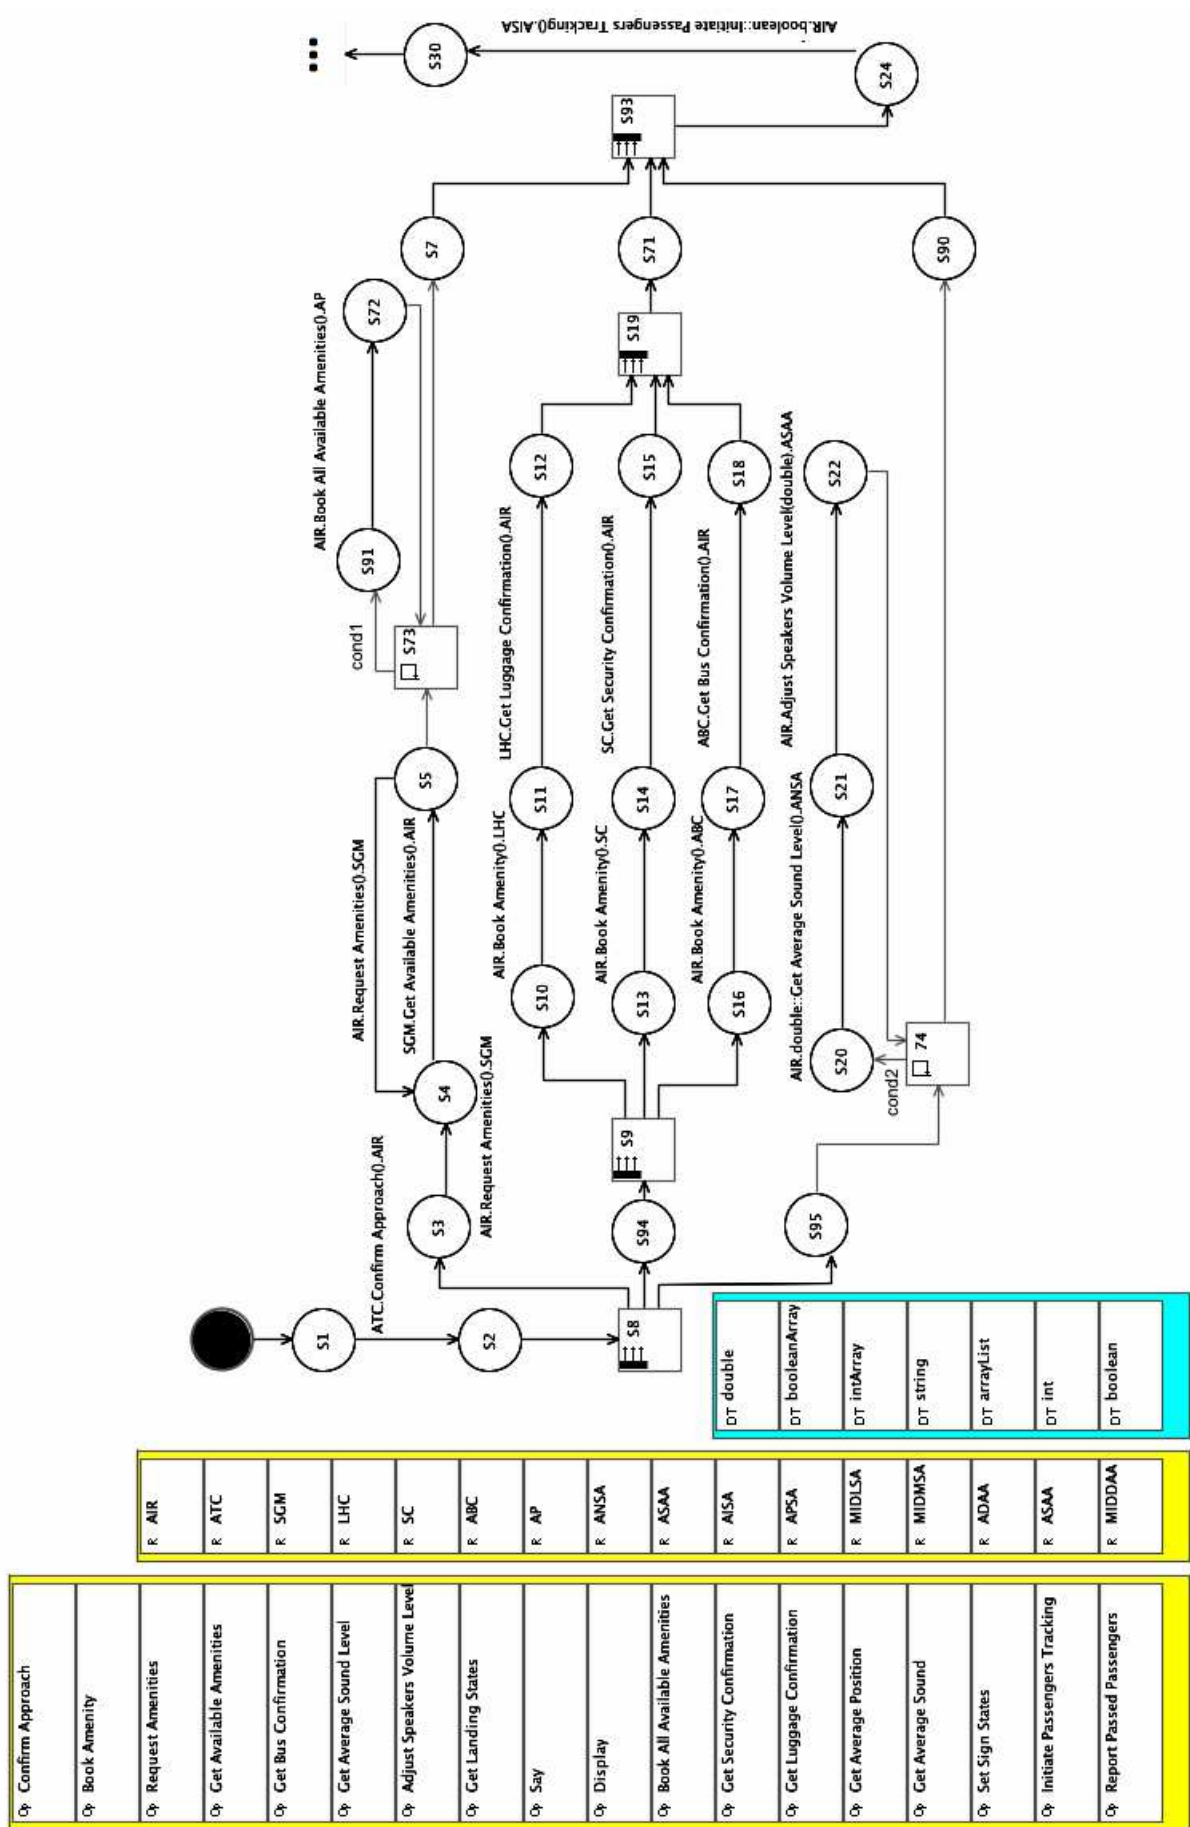 AIR.boolean::Initiate Passengers Tracking().AISA
...
S30
S24
S93
S7
S71
S90
AIR.Book All Available Amenities().AP
S72
S91
S19
cond1
S73
S12
S15
S18
S22
LHC.Get Luggage Confirmation().AIR
SC.Get Security Confirmation().AIR
ABC.Get Bus Confirmation().AIR
AIR.Adjust Speakers Volume Level(double).ASAA
S5
S11
S14
S17
S21
AIR.Request Amenities().SGM
SGM.Get Available Amenities().AIR
AIR.Book Amenity().LHC
AIR.Book Amenity().SC
AIR.Book Amenity().ABC
AIR.double::Get Average Sound Level().ANSA
S10
S13
S16
S20
S4
cond2
74
AIR.Request Amenities().SGM
S9
ATC.Confirm Approach().AIR
S3
S94
S95
S1
S2
S8
DT double
DT booleanArray
DT intArray
DT string
DT arrayList
DT int
DT boolean
R AIR
R ATC
R SGM
R LHC
R SC
R ABC
R AP
R ANSA
R ASAA
R AISA
R APSA
R MIDLSA
R MIDMSA
R ADAA
R ASAA
R MIDDAA
Op Confirm Approach
Op Book Amenity
Op Request Amenities
Op Get Available Amenities
Op Get Bus Confirmation
Op Get Average Sound Level
Op Adjust Speakers Volume Level
Op Get Landing States
Op Say
Op Display
Op Book All Available Amenities
Op Get Security Confirmation
Op Get Luggage Confirmation
Op Get Average Position
Op Get Average Sound
Op Set Sign States
Op Initiate Passengers Tracking
Op Report Passed Passengers